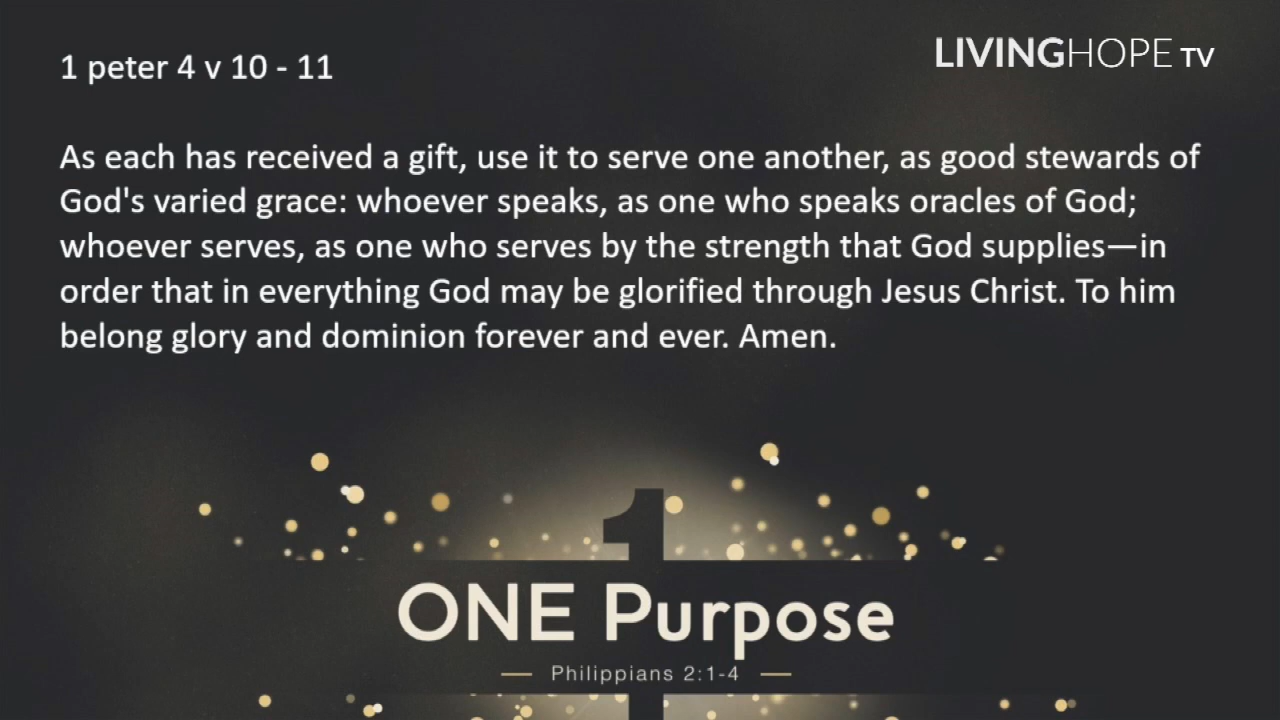 LIVINGHOPE TV
1 peter 4 v 10 - 11
As each has received a gift, use it to serve one another, as good stewards of
God's varied grace: whoever speaks, as one who speaks oracles of God;
whoever serves, as one who serves by the strength that God supplies—in
order that in everything God may be glorified through Jesus Christ. To him
belong glory and dominion forever and ever. Amen.
1
ONE Purpose
Philippians 2:1-4